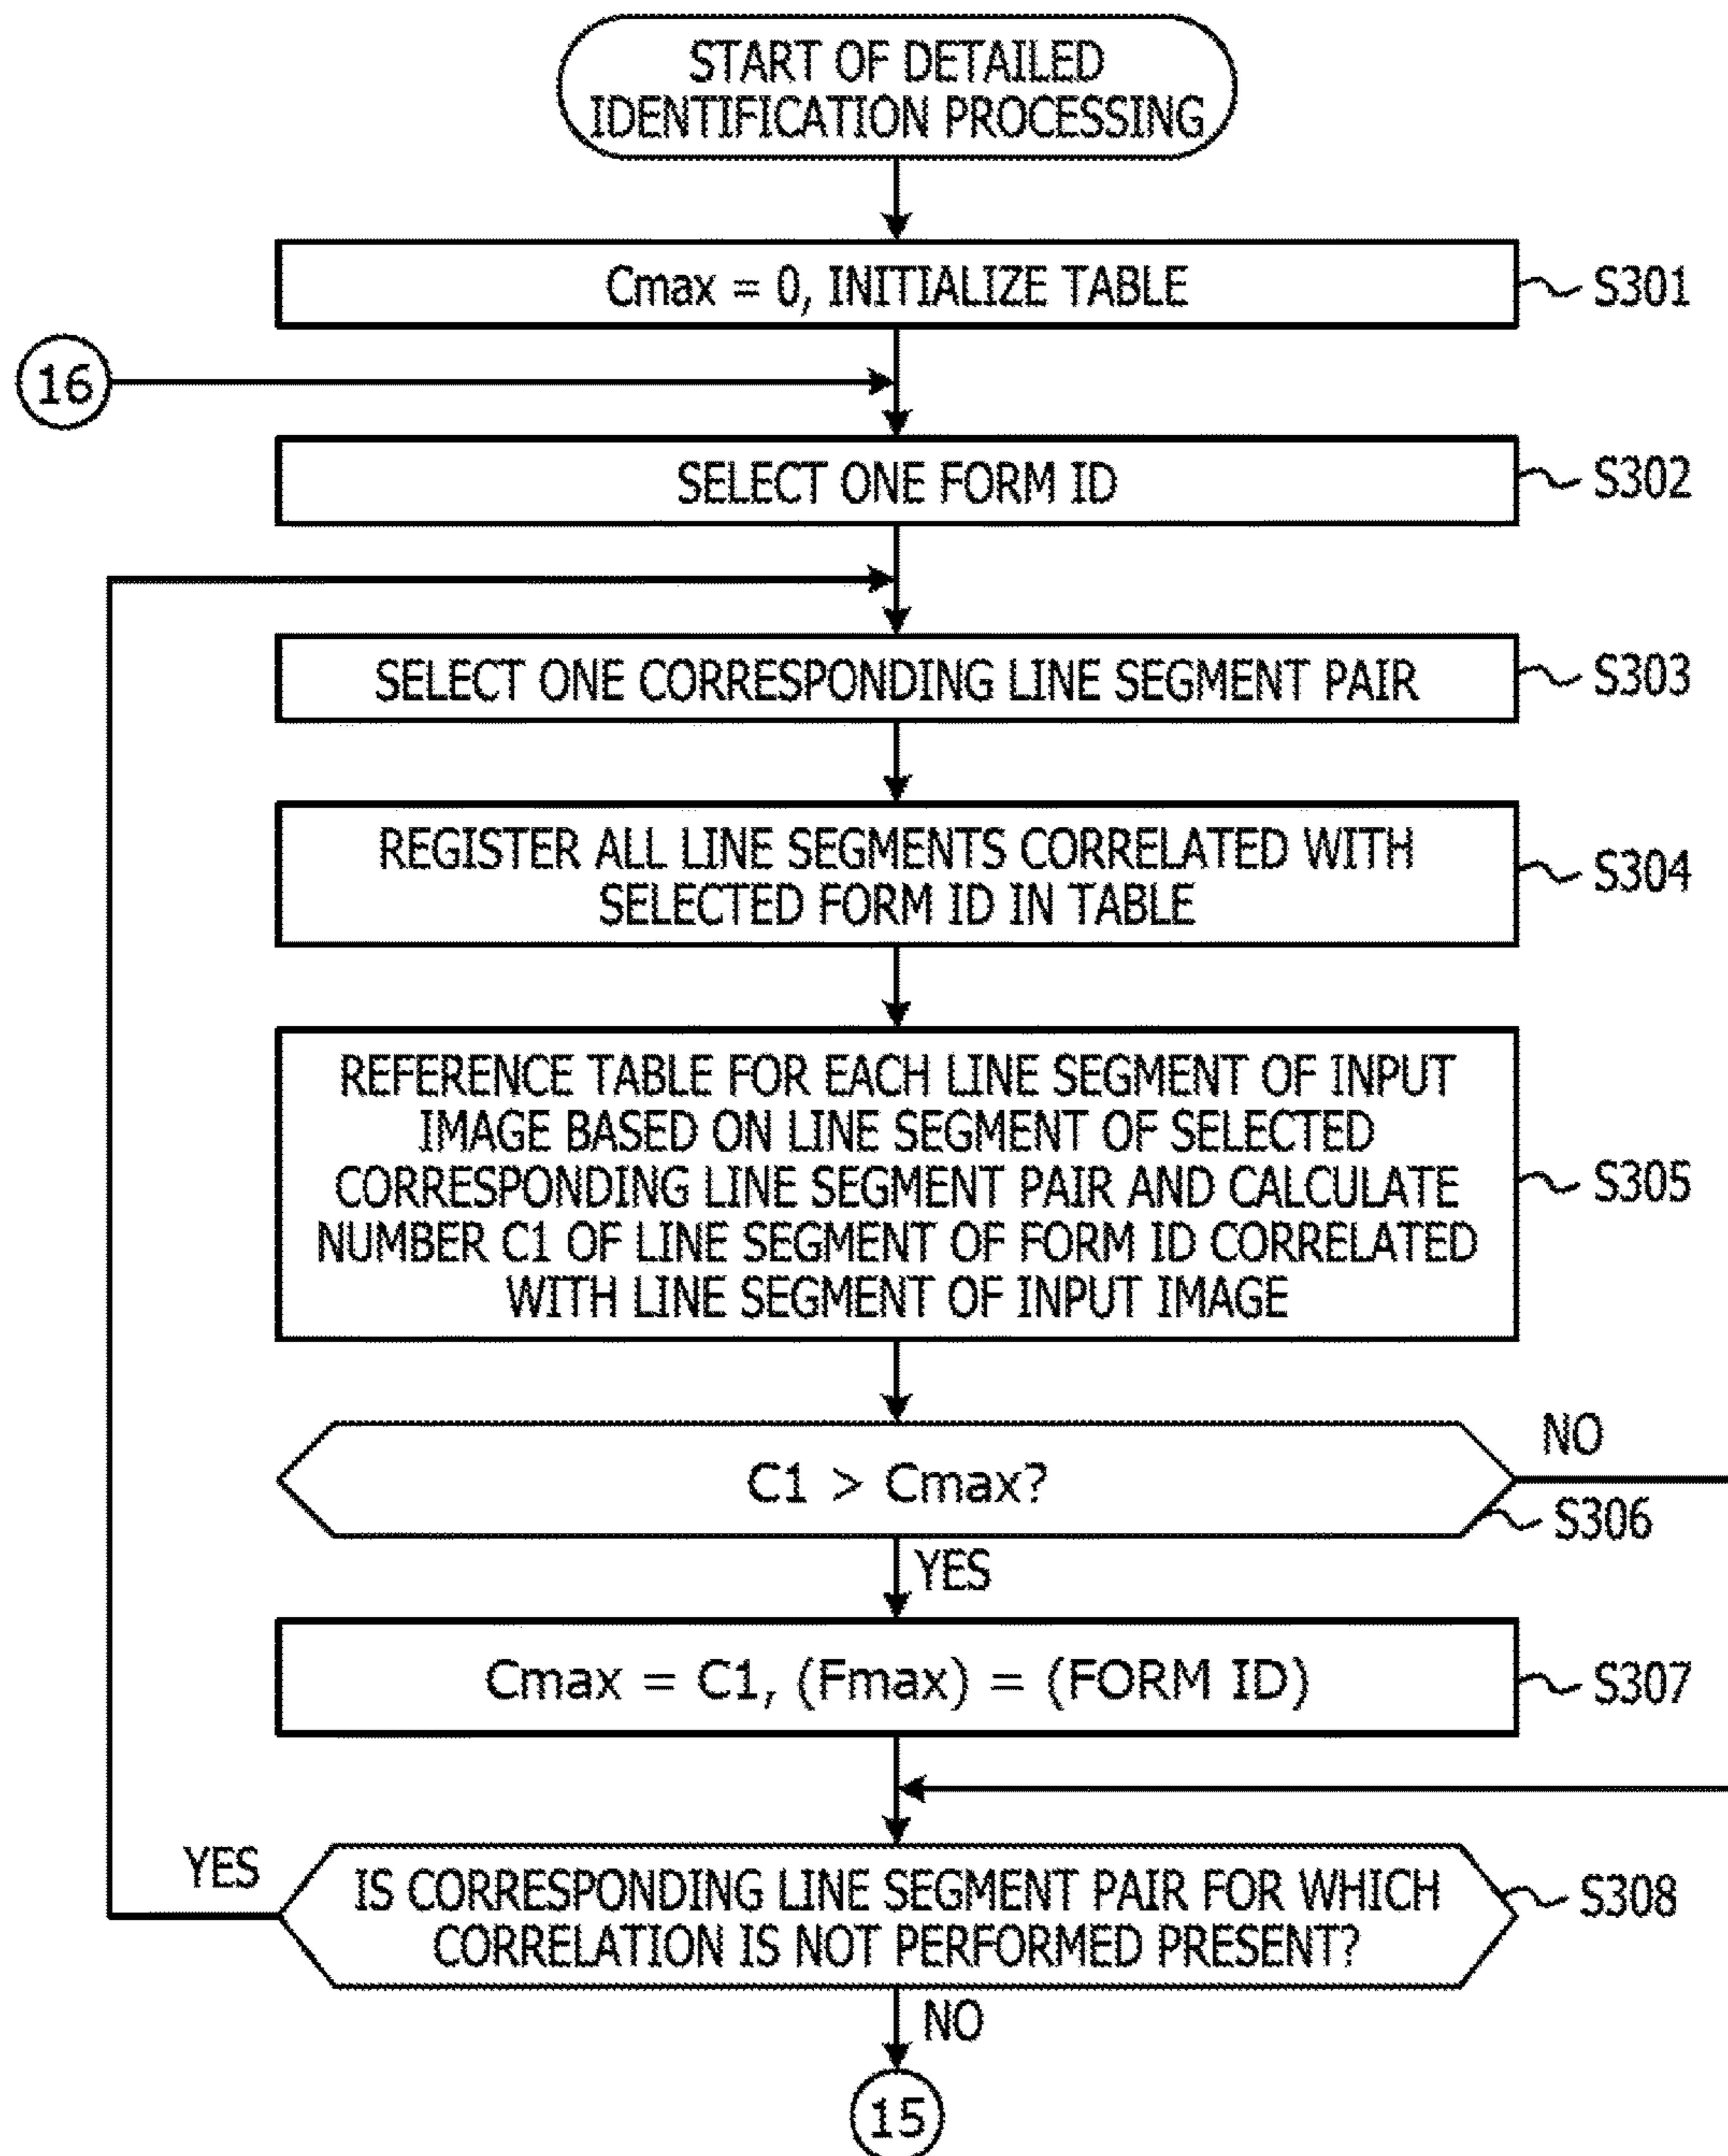 START OF DETAILED
IDENTIFICATION PROCESSING
Cmax = 0, INITIALIZE TABLE
S301
16
SELECT ONE FORM ID
S302
SELECT ONE CORRESPONDING LINE SEGMENT PAIR
S303
REGISTER ALL LINE SEGMENTS CORRELATED WITH
SELECTED FORM ID IN TABLE
S304
REFERENCE TABLE FOR EACH LINE SEGMENT OF INPUT
IMAGE BASED ON LINE SEGMENT OF SELECTED
CORRESPONDING LINE SEGMENT PAIR AND CALCULATE
NUMBER C1 OF LINE SEGMENT OF FORM ID CORRELATED
WITH LINE SEGMENT OF INPUT IMAGE
S305
C1 > Cmax?
NO
S306
YES
Cmax = C1, (Fmax) = (FORM ID)
S307
YES
IS CORRESPONDING LINE SEGMENT PAIR FOR WHICH
CORRELATION IS NOT PERFORMED PRESENT?
S308
NO
15